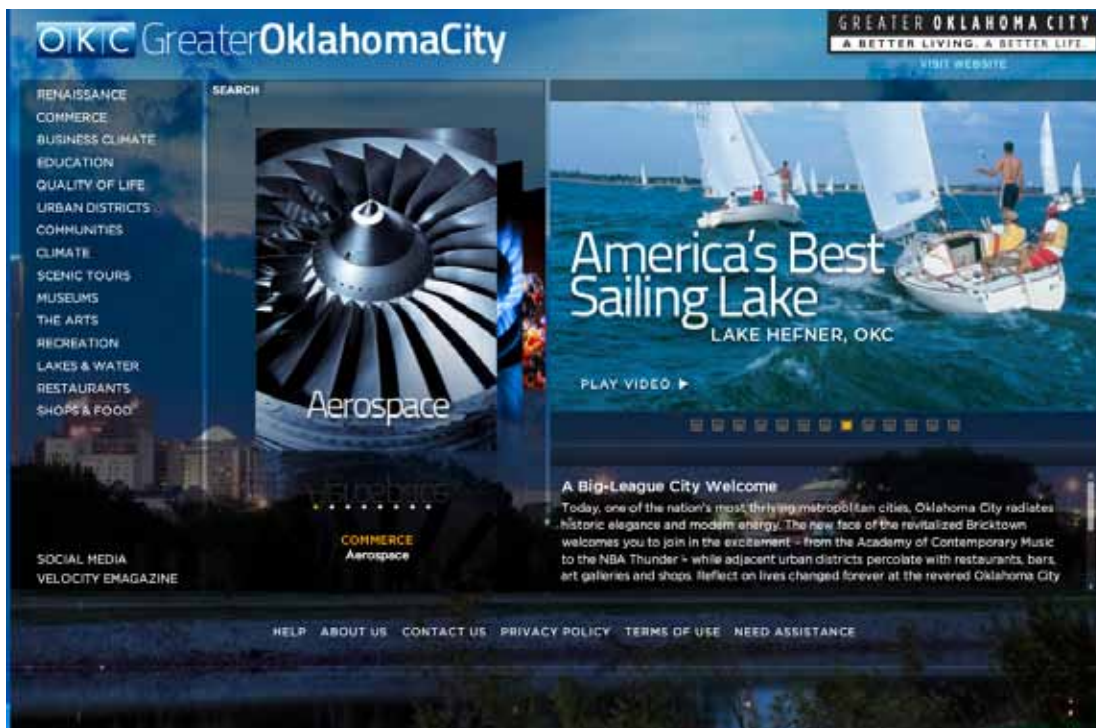 OKC GreaterOklahomaCity
GREATER OKLAHOMA CITY
A BETTER LIVING. A BETTER LIFE.
VISIT WEBSITE
RENAISSANCE
COMMERCE
BUSINESS CLIMATE
EDUCATION
QUALITY OF LIFE
URBAN DISTRICTS
COMMUNITIES
CLIMATE
SCENIC TOURS
MUSEUMS
THE ARTS
RECREATION
LAKES & WATER
RESTAURANTS
SHOPS & FOOD
SOCIAL MEDIA
VELOCITY EMAGAZINE
SEARCH
Aerospace
COMMERCE
Aerospace
America's Best
Sailing Lake
LAKE HEFNER, OKC
PLAY VIDEO
A Big-League City Welcome
Today, one of the nation's most thriving metropolitan cities, Oklahoma City radiates
historic elegance and modern energy. The new face of the revitalized Bricktown
welcomes you to join in the excitement - from the Academy of Contemporary Music
to the NBA Thunder - while adjacent urban districts percolate with restaurants, bars,
art galleries and shops. Reflect on lives changed forever at the revered Oklahoma City
HELP ABOUT US CONTACT US PRIVACY POLICY TERMS OF USE NEED ASSISTANCE